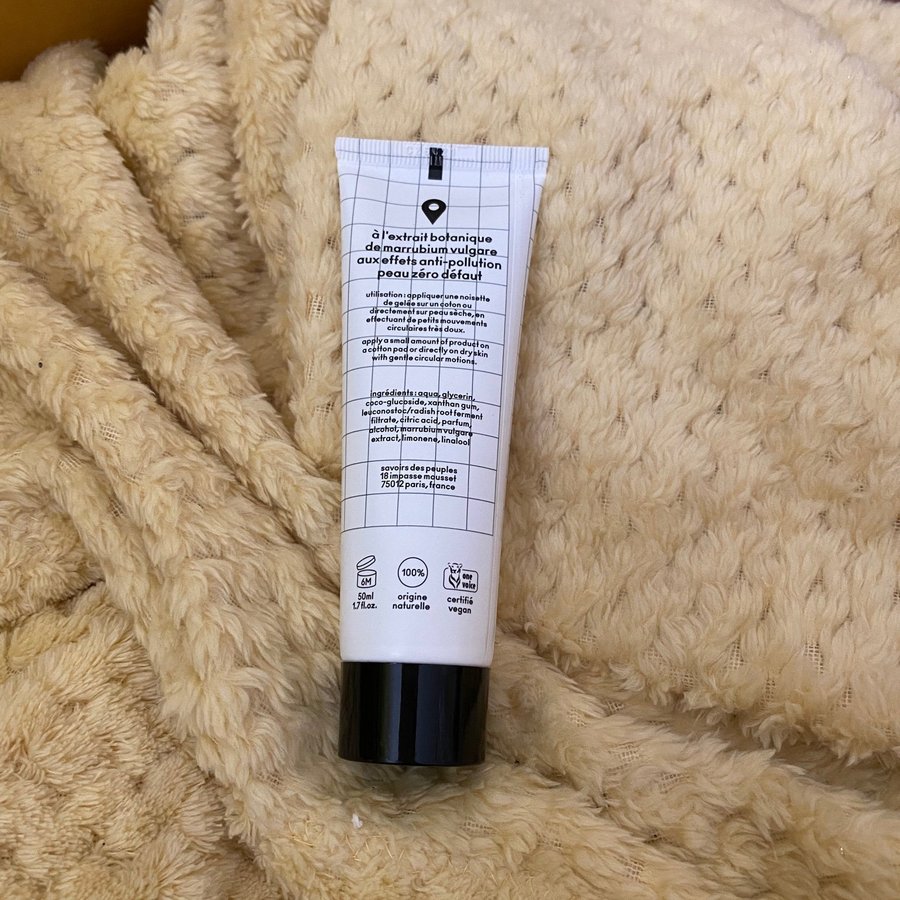 à l'extrait botanique
de marrubium vulgare
aux effets anti-pollution
peau zéro défaut
utilisation : appliquer une noisette
de gelée sur un coton ou
directement sur peau sèche, en
effectuant de petits mouvements
circulaires très doux.
apply a small amount of product on
a cotton pad or directly on dry skin
with gentle circular motions.
ingrédients : aqua, glycerin,
coco-glucoside, xanthan gum,
leuconostoc/radish root ferment
filtrate, citric acid, parfum,
alcohol, marrubium vulgare
extract, limonene, linalool
savoirs des peuples
18 impasse mousset
75012 paris, france
6M
50ml
1.7 fl.oz.
100%
origine
naturelle
one
voice
certifié
vegan